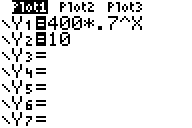 Plot1 Plot2 Plot3
\Y1=400*.7^X
\Y2=10
\Y3=
\Y4=
\Y5=
\Y6=
\Y7=